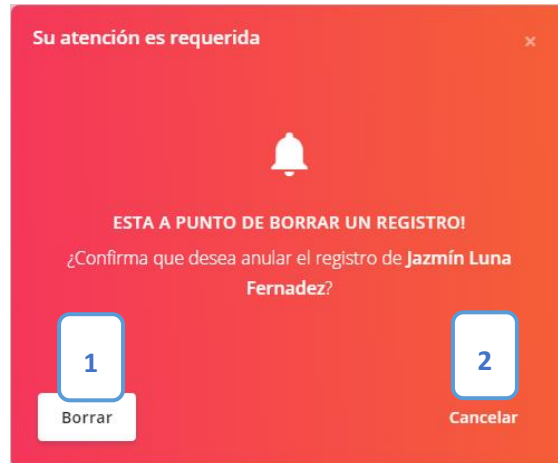 Su atención es requerida
×
ESTA A PUNTO DE BORRAR UN REGISTRO!
¿Confirma que desea anular el registro de Jazmín Luna
Fernadez?
1
2
Borrar
Cancelar